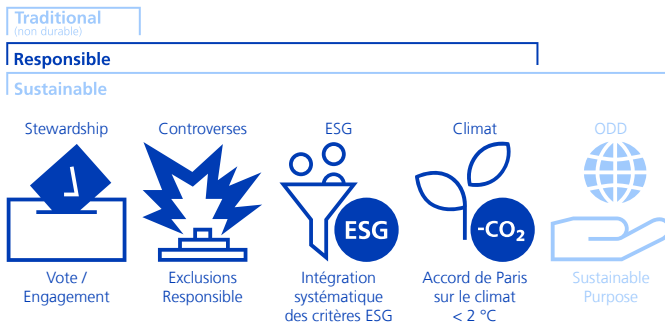 Traditional
(non durable)
Responsible
Sustainable
Stewardship
Controverses
ESG
Climat
ODD
ESG
-CO₂
Vote /
Engagement
Exclusions
Responsible
Intégration
systématique
des critères ESG
Accord de Paris
sur le climat
< 2 °C
Sustainable
Purpose